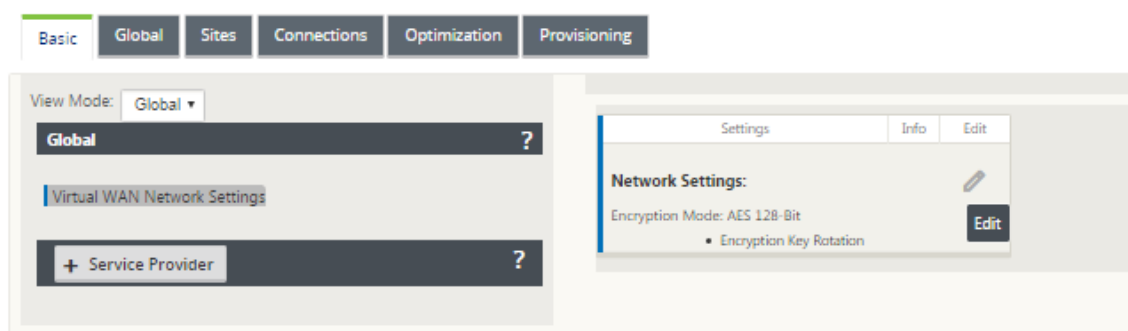 Basic Global Sites Connections Optimization Provisioning
View Mode: Global ▾
Global ?
Virtual WAN Network Settings
+ Service Provider ?
Settings Info Edit
Network Settings:
Encryption Mode: AES 128-Bit
Edit
• Encryption Key Rotation